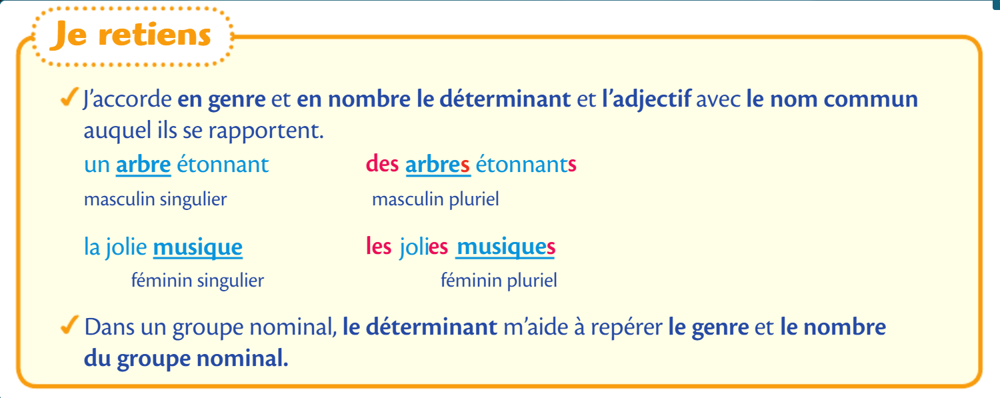 Je retiens
✓ J'accorde en genre et en nombre le déterminant et l'adjectif avec le nom commun
auquel ils se rapportent.
un arbre étonnant des arbres étonnants
masculin singulier masculin pluriel
la jolie musique les jolies musiques
féminin singulier féminin pluriel
✓ Dans un groupe nominal, le déterminant m'aide à repérer le genre et le nombre
du groupe nominal.